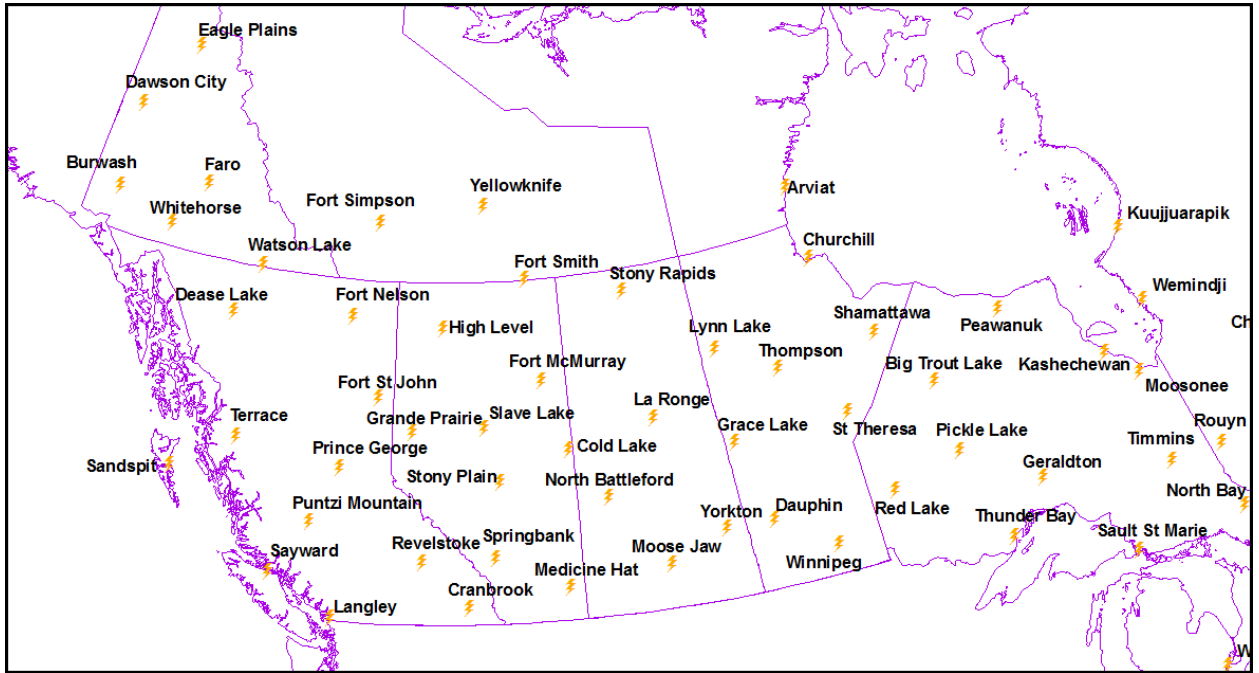 Eagle Plains
Dawson City
Burwash
Faro
Whitehorse
Fort Simpson
Yellowknife
Arviat
Kuujjuarapik
Watson Lake
Churchill
Fort Smith
Stony Rapids
Dease Lake
Fort Nelson
Wemindji
High Level
Shamattawa
Peawanuk
Ch
Lynn Lake
Thompson
Fort McMurray
Big Trout Lake
Kashechewan
Fort St John
Moosonee
La Ronge
Terrace
Grande Prairie
Slave Lake
Grace Lake
St Theresa
Pickle Lake
Rouyn
Timmins
Prince George
Cold Lake
Sandspit
Stony Plain
North Battleford
Geraldton
North Bay
Puntzi Mountain
Yorkton
Dauphin
Red Lake
Thunder Bay
Sault St Marie
Sayward
Revelstoke
Springbank
Moose Jaw
Winnipeg
Medicine Hat
Cranbrook
Langley
W